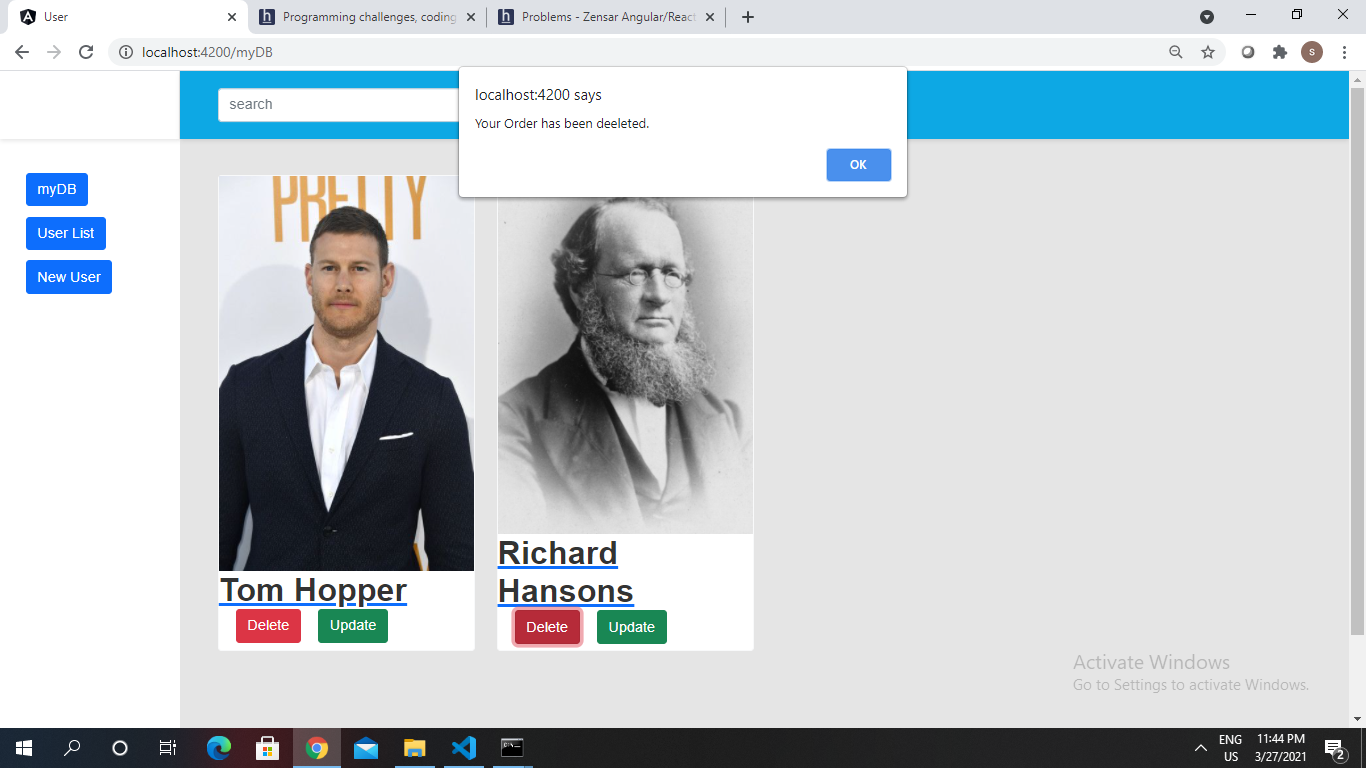 User
Programming challenges, coding
Problems - Zensar Angular/React
localhost:4200/myDB
S
search
localhost:4200 says
Your Order has been deeleted.
OK
myDB
User List
New User
PRETTY
Tom Hopper
Delete
Update
Richard
Hansons
Delete
Update
Activate Windows
Go to Settings to activate Windows.
ENG
US
11:44 PM
3/27/2021
2